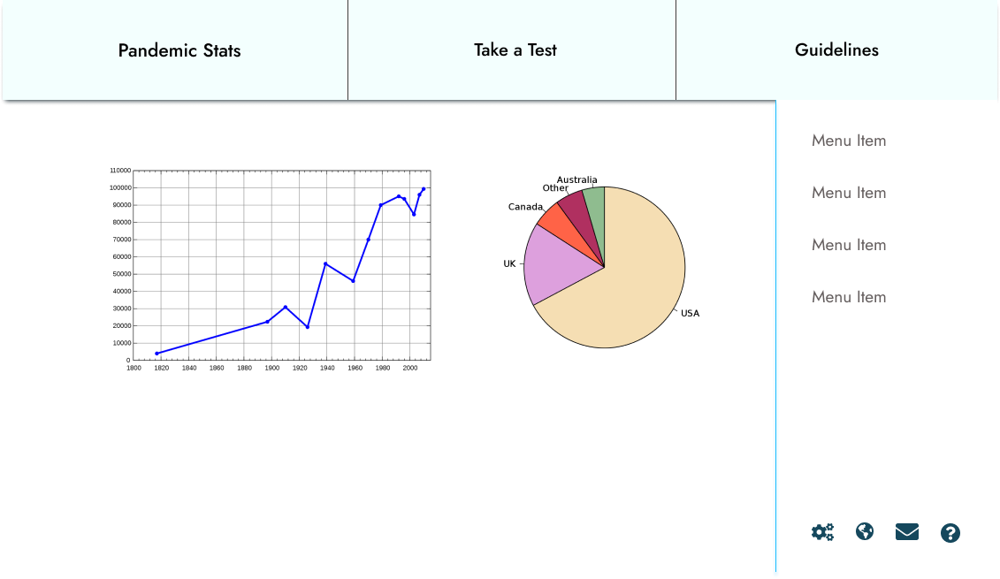 Pandemic Stats
Take a Test
Guidelines
Menu Item
Menu Item
Menu Item
Menu Item
110000
100000
90000
80000
70000
60000
50000
40000
30000
20000
10000
0
1800 1820 1840 1860 1880 1900 1920 1940 1960 1980 2000
Australia
Other
Canada
UK
USA